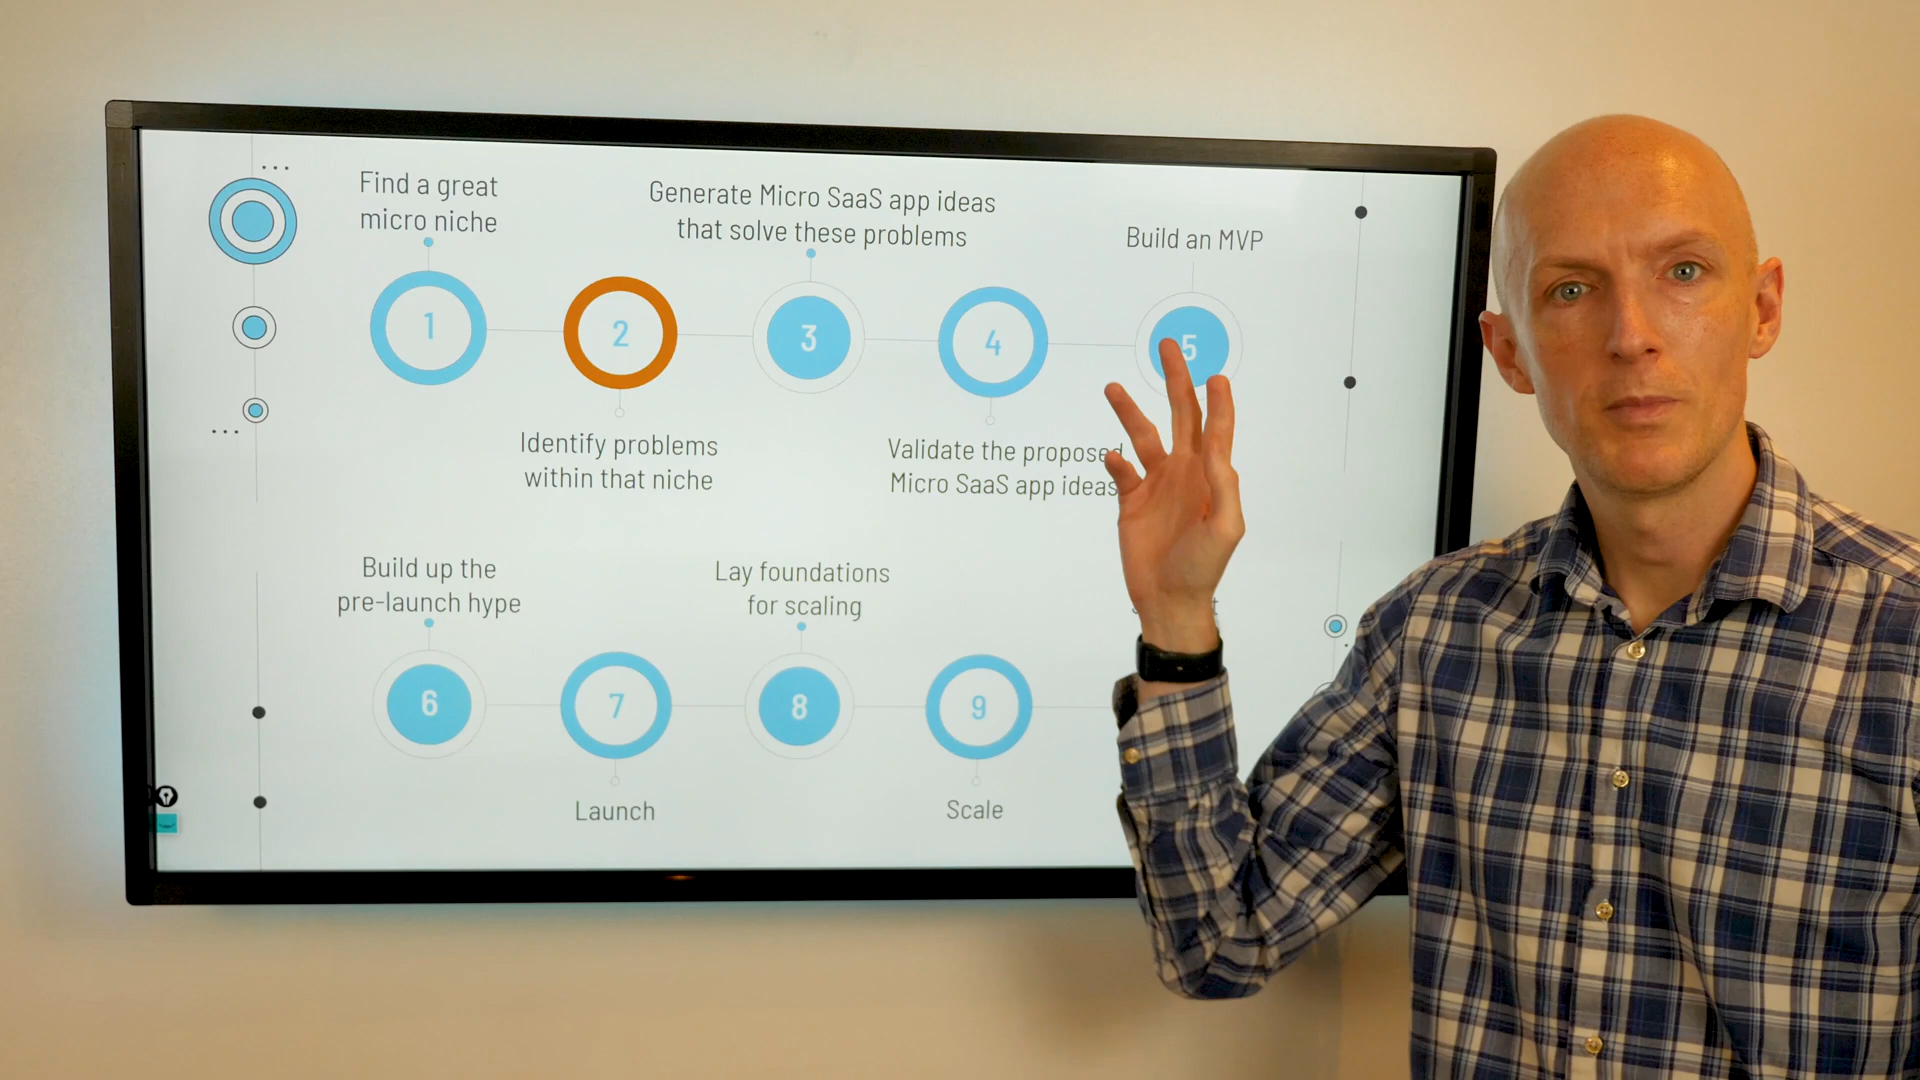 Find a great
micro niche
Generate Micro SaaS app ideas
that solve these problems
Build an MVP
1
2
3
4
5
Identify problems
within that niche
Validate the proposed
Micro SaaS app ideas
Build up the
pre-launch hype
Lay foundations
for scaling
6
7
8
9
Launch
Scale